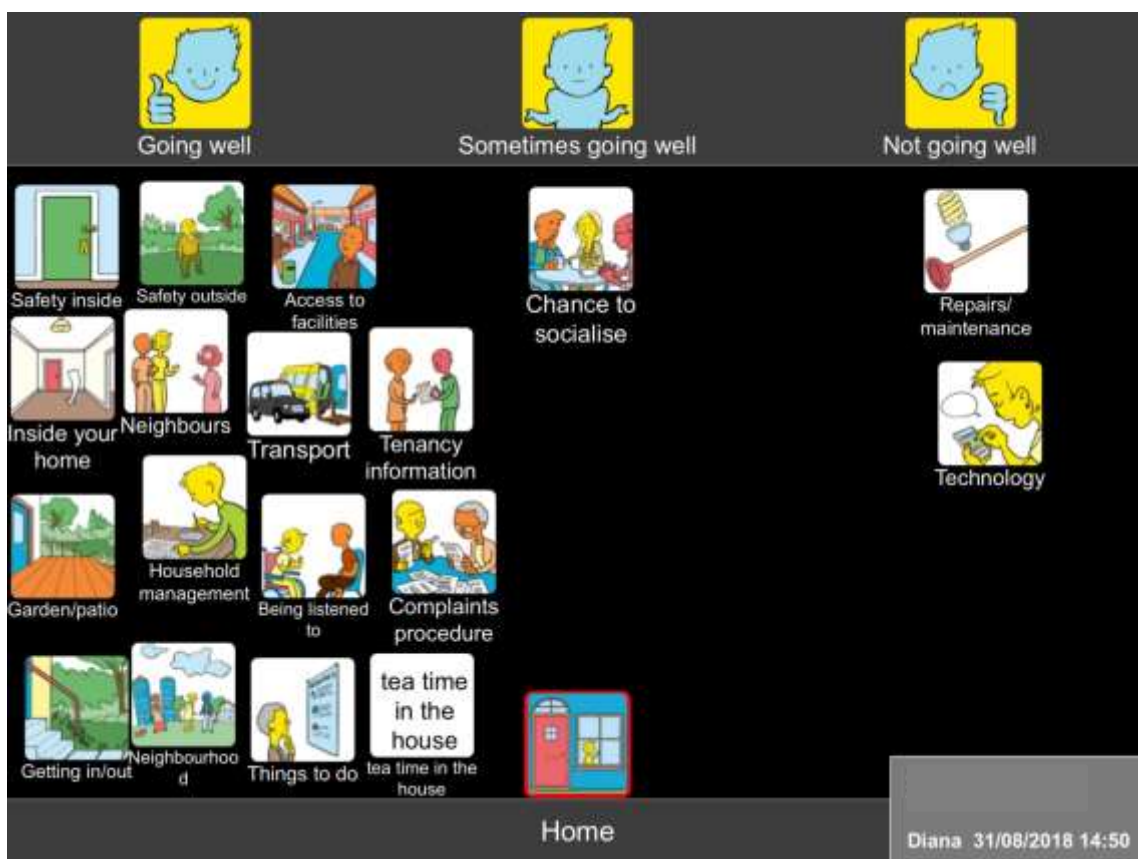 Going well
Sometimes going well
Not going well
Safety inside
Safety outside
Access to
facilities
Chance to
socialise
Repairs/
maintenance
Inside your
home
Neighbours
Transport
Tenancy
information
Technology
Garden/patio
Household
management
Being listened
to
Complaints
procedure
Getting in/out
Neighbourhoo
d
Things to do
tea time
in the
house
tea time in the
house
Home
Diana 31/08/2018 14:50